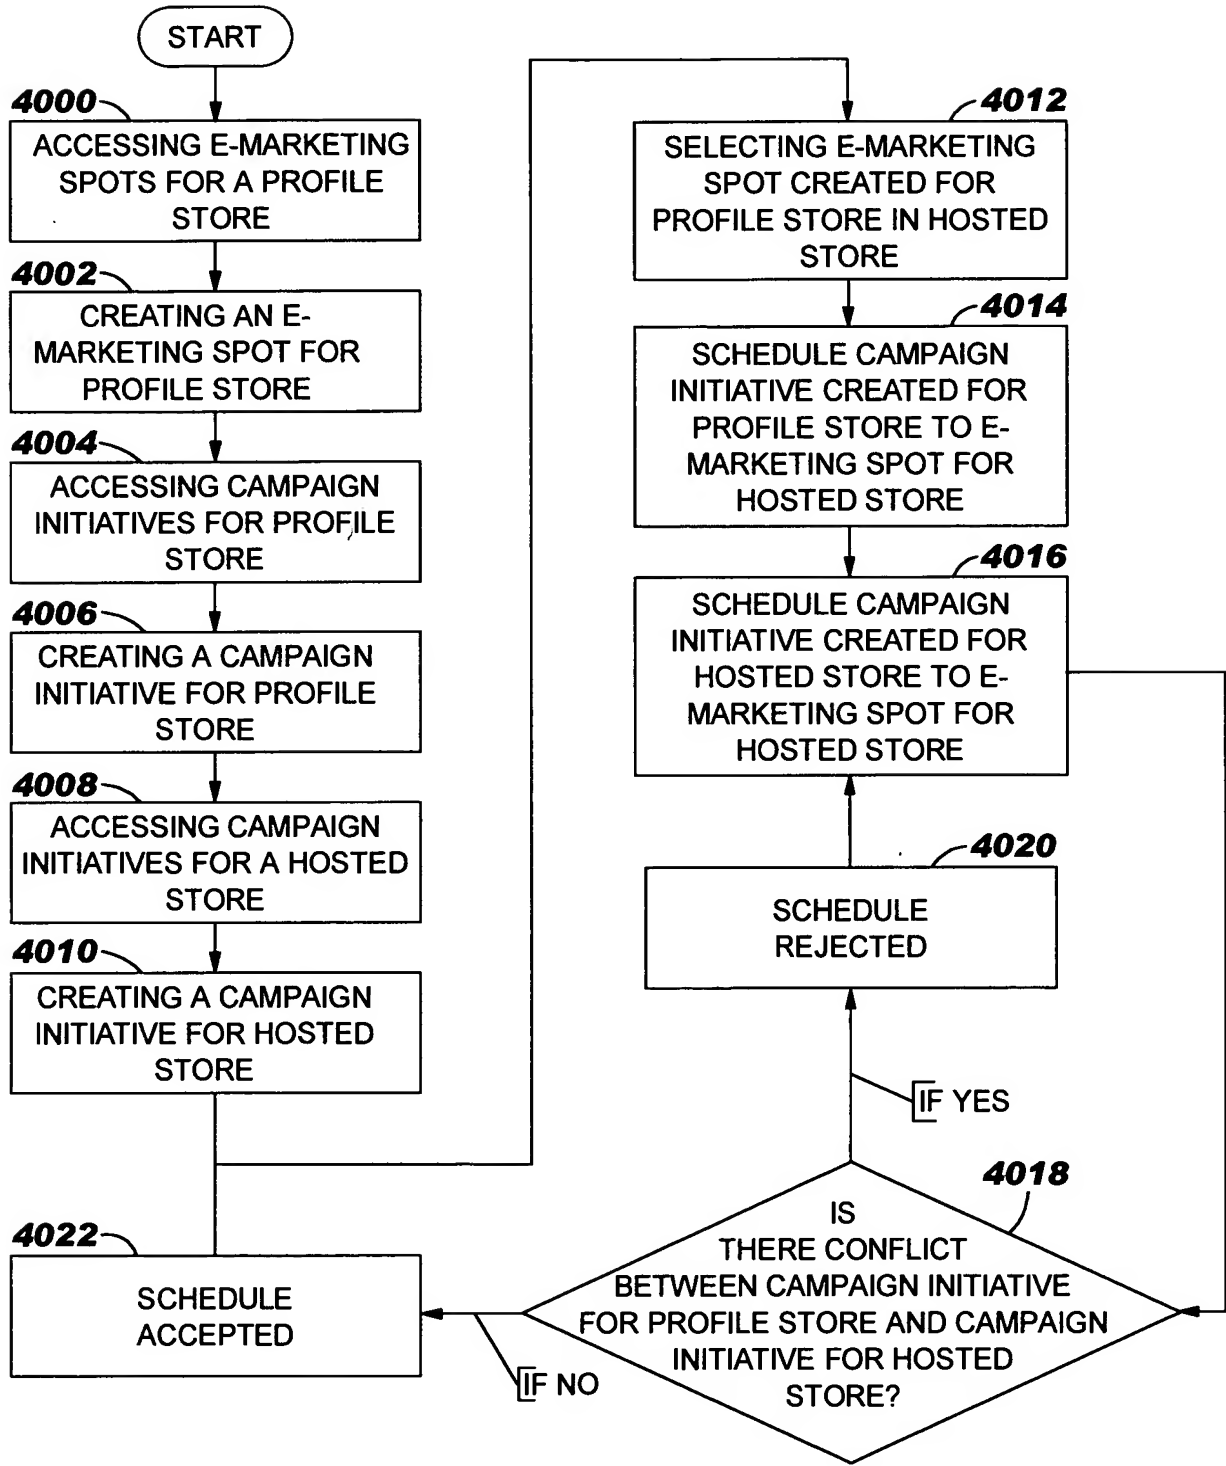 START
4000
ACCESSING E-MARKETING
SPOTS FOR A PROFILE
STORE
4002
CREATING AN E-
MARKETING SPOT FOR
PROFILE STORE
4004
ACCESSING CAMPAIGN
INITIATIVES FOR PROFILE
STORE
4006
CREATING A CAMPAIGN
INITIATIVE FOR PROFILE
STORE
4008
ACCESSING CAMPAIGN
INITIATIVES FOR A HOSTED
STORE
4010
CREATING A CAMPAIGN
INITIATIVE FOR HOSTED
STORE
4012
SELECTING E-MARKETING
SPOT CREATED FOR
PROFILE STORE IN HOSTED
STORE
4014
SCHEDULE CAMPAIGN
INITIATIVE CREATED FOR
PROFILE STORE TO E-
MARKETING SPOT FOR
HOSTED STORE
4016
SCHEDULE CAMPAIGN
INITIATIVE CREATED FOR
HOSTED STORE TO E-
MARKETING SPOT FOR
HOSTED STORE
4020
SCHEDULE
REJECTED
IF YES
4018
IS
THERE CONFLICT
BETWEEN CAMPAIGN INITIATIVE
FOR PROFILE STORE AND CAMPAIGN
INITIATIVE FOR HOSTED
STORE?
IF NO
4022
SCHEDULE
ACCEPTED